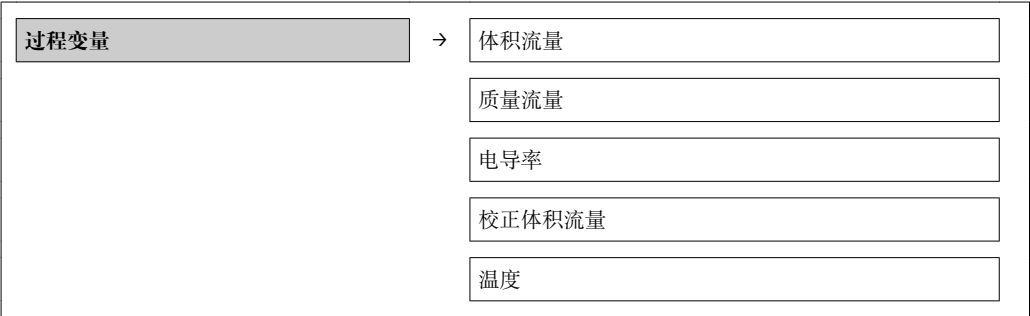 过程变量 → 体积流量
质量流量
电导率
校正体积流量
温度